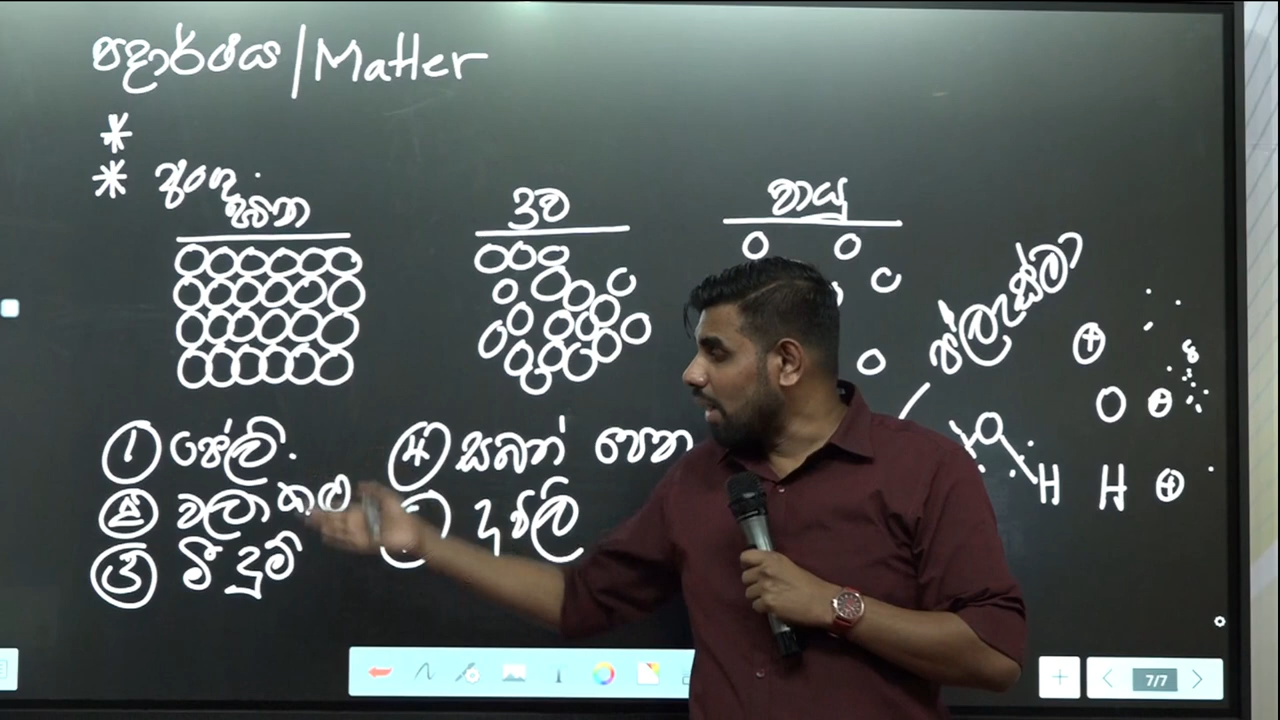 පදාර්ථය / Matter
*
* අංශු.
ඝන ද්‍රව වායු
ප්ලාස්මා
① ජේලි. ④ සබන් පෙන
② වලාකුළු දූවිලි
③ මී දුම්
O
H H
7/7